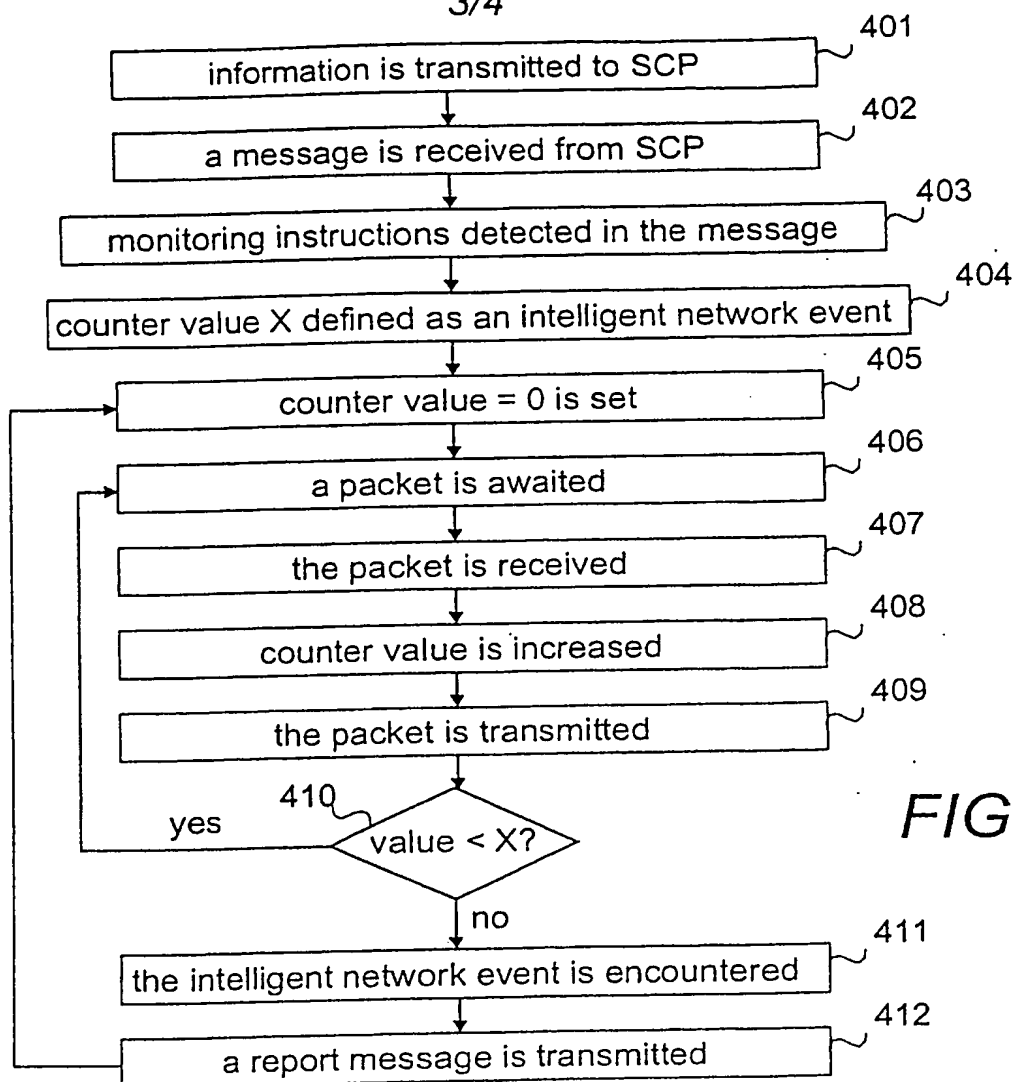 3/4
401
information is transmitted to SCP
402
a message is received from SCP
403
monitoring instructions detected in the message
404
counter value X defined as an intelligent network event
405
counter value = 0 is set
406
a packet is awaited
407
the packet is received
408
counter value is increased
409
the packet is transmitted
410
value < X?
yes
FIG
no
411
the intelligent network event is encountered
412
a report message is transmitted